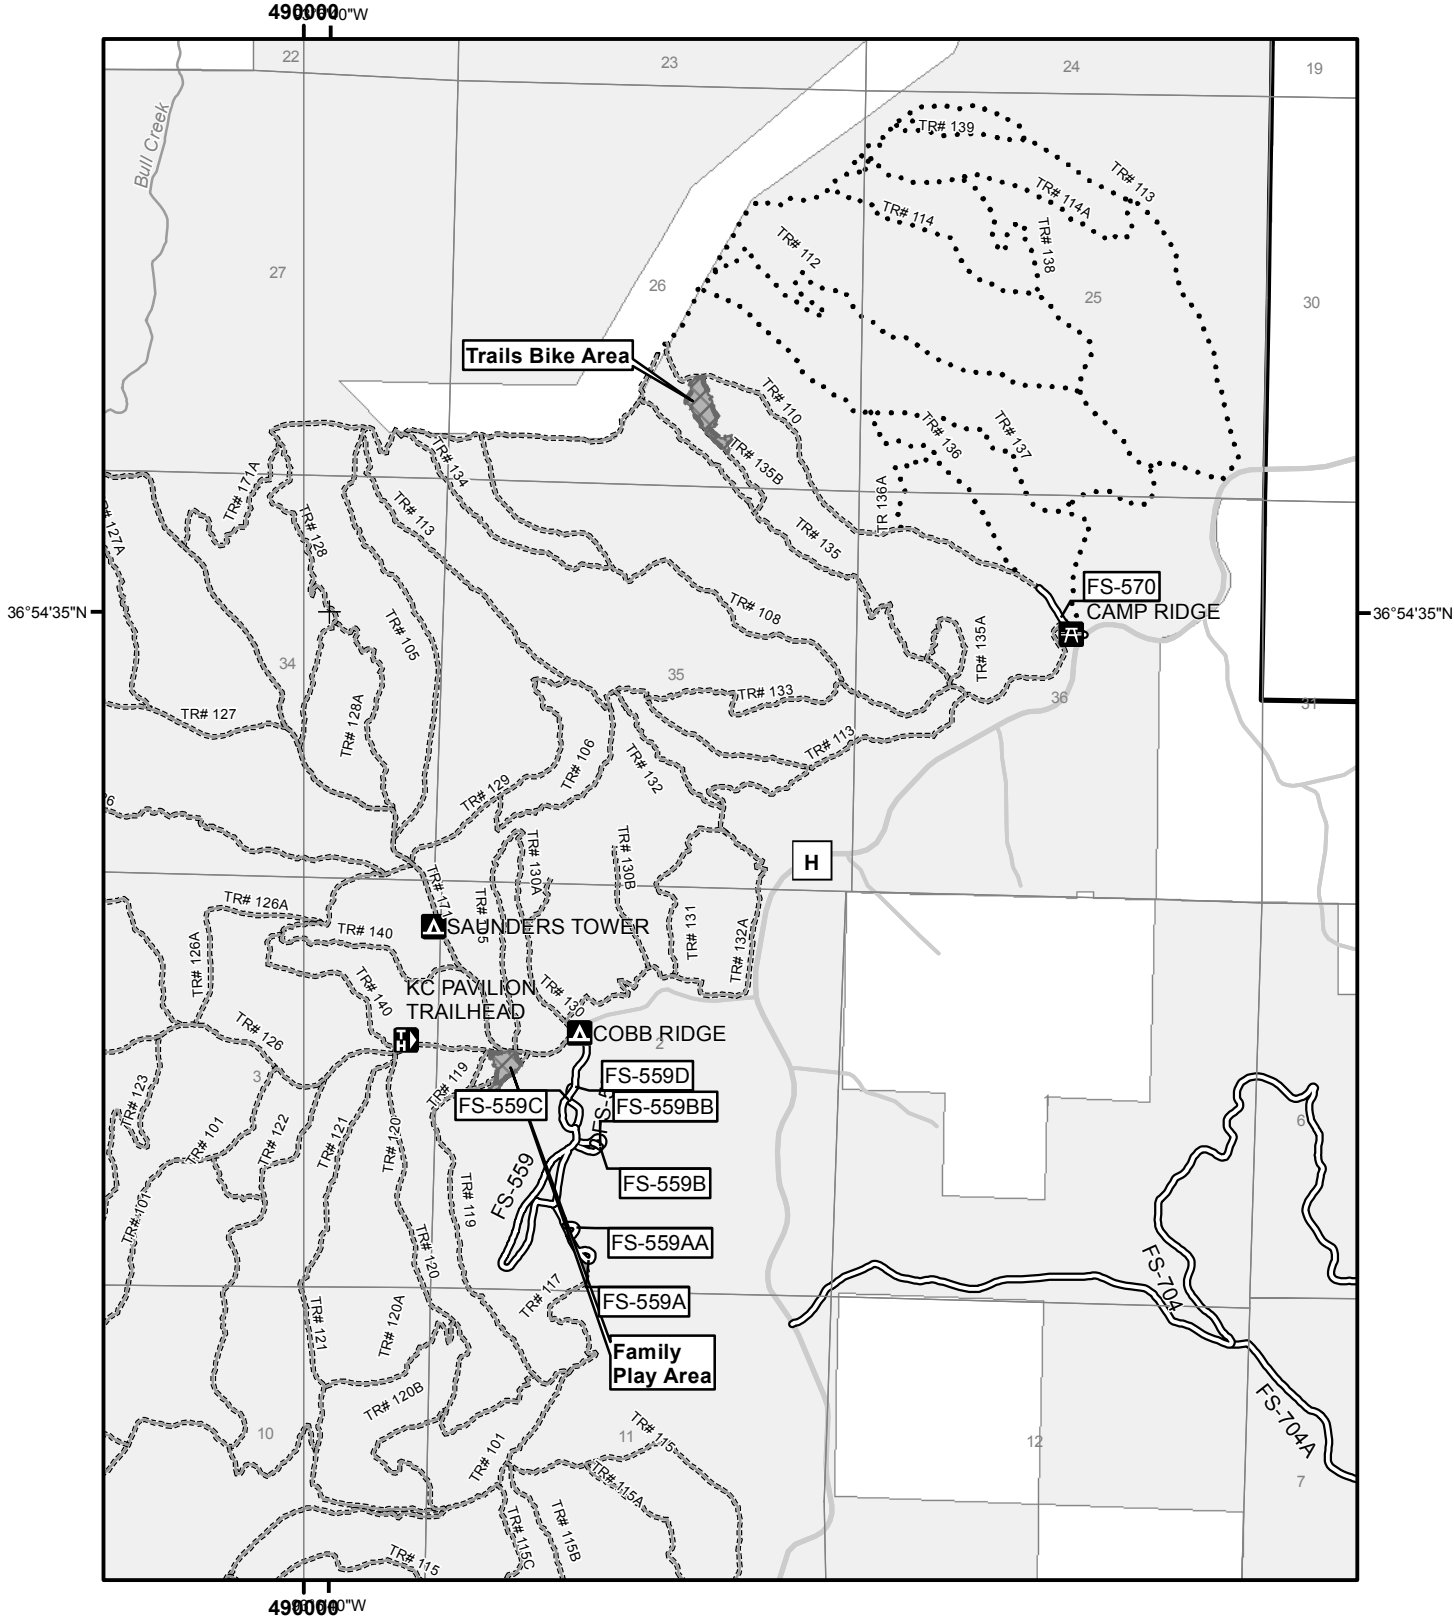 490000
22
23
24
19
Bull Creek
TR# 139
TR# 113
TR# 114A
TR# 114
TR# 138
TR# 112
27
26
25
30
Trails Bike Area
TR# 110
TR# 136
TR# 137
TR# 135B
TR# 134
TR# 171A
TR# 113
TR# 128
TR 136A
TR# 135
FS-570
CAMP RIDGE
36°54'35"N
36°54'35"N
TR# 108
TR# 105
TR# 135A
34
35
36
31
TR# 133
TR# 127
TR# 128A
TR# 113
TR# 106
TR# 132
TR# 129
H
TR# 130A
TR# 130B
TR# 171
TR# 126A
TR# 131
TR# 132A
SAUNDERS TOWER
TR# 140
TR# 126A
TR# 140
KC PAVILION
TRAILHEAD
TH
TR# 130
COBB RIDGE
2
TR# 126
3
TR# 119
FS-559D
FS-559C
FS-559BB
TR# 123
TR# 101
TR# 122
TR# 121
TR# 120
6
FS-559
FS-559B
TR# 119
TR# 101
FS-559AA
TR# 120
FS-704
TR# 117
FS-559A
TR# 121
TR# 120A
Family
Play Area
TR# 120B
FS-704A
10
11
12
7
TR# 115
TR# 101
TR# 115A
TR# 115B
TR# 115C
TR# 115
490000